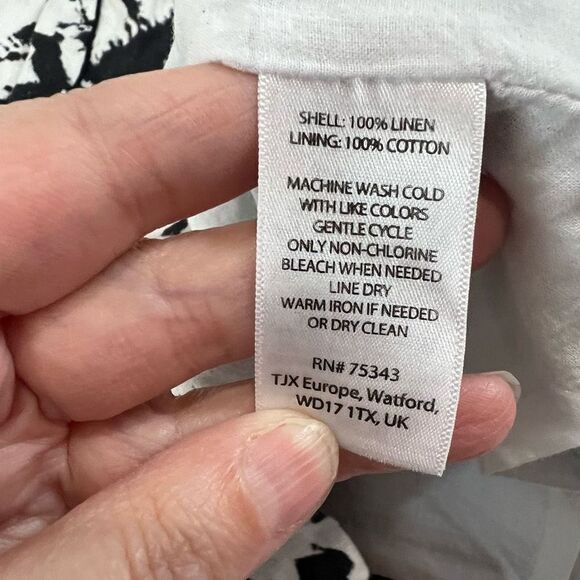 SHELL: 100% LINEN
LINING: 100% COTTON
MACHINE WASH COLD
WITH LIKE COLORS
GENTLE CYCLE
ONLY NON-CHLORINE
BLEACH WHEN NEEDED
LINE DRY
WARM IRON IF NEEDED
OR DRY CLEAN
RN# 75343
TJX Europe, Watford,
WD17 1TX, UK